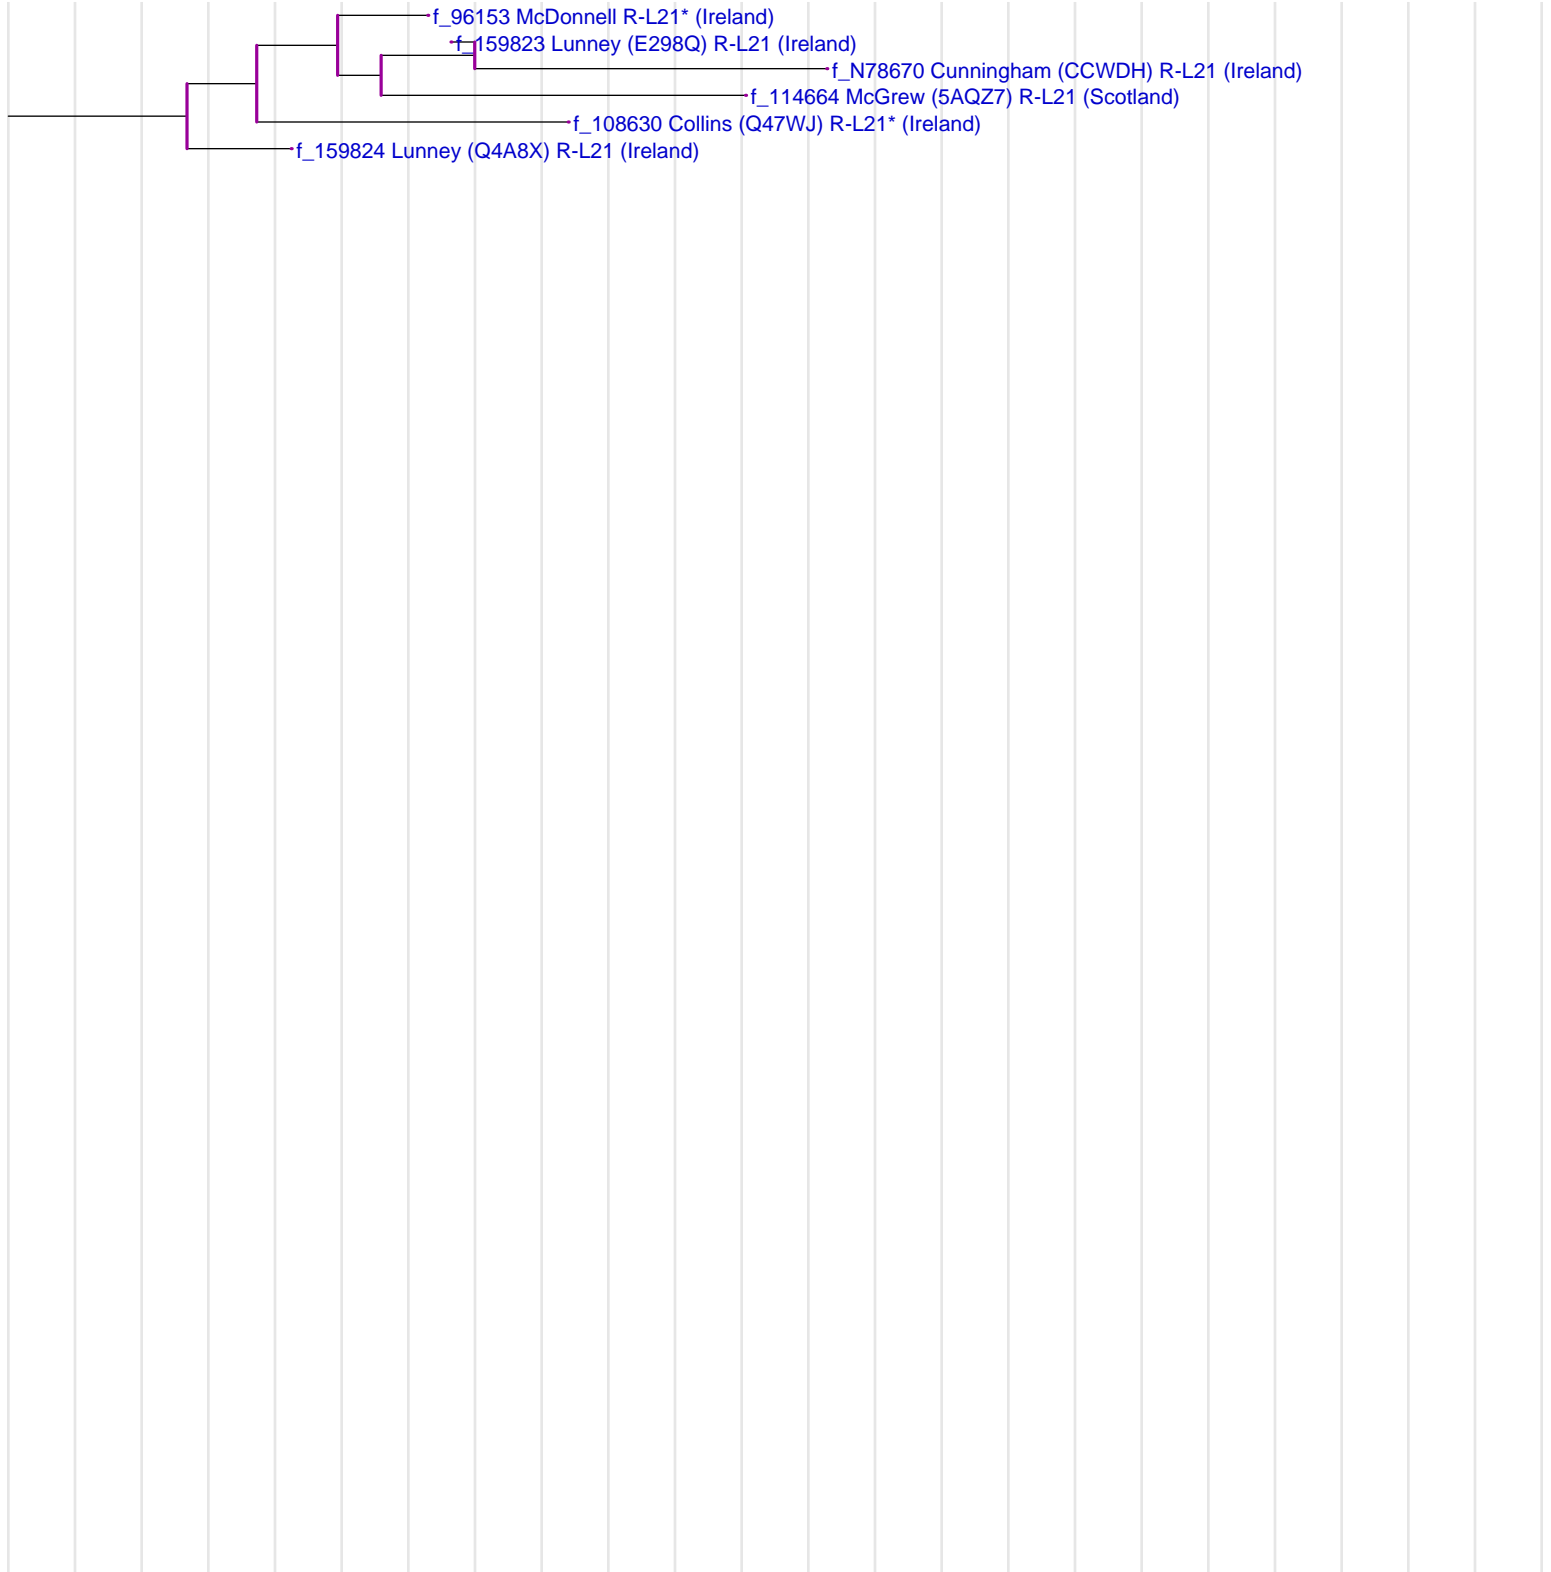 f_96153 McDonnell R-L21* (Ireland)
f_159823 Lunney (E298Q) R-L21 (Ireland)
f_N78670 Cunningham (CCWDH) R-L21 (Ireland)
f_114664 McGrew (5AQZ7) R-L21 (Scotland)
f_108630 Collins (Q47WJ) R-L21* (Ireland)
f_159824 Lunney (Q4A8X) R-L21 (Ireland)